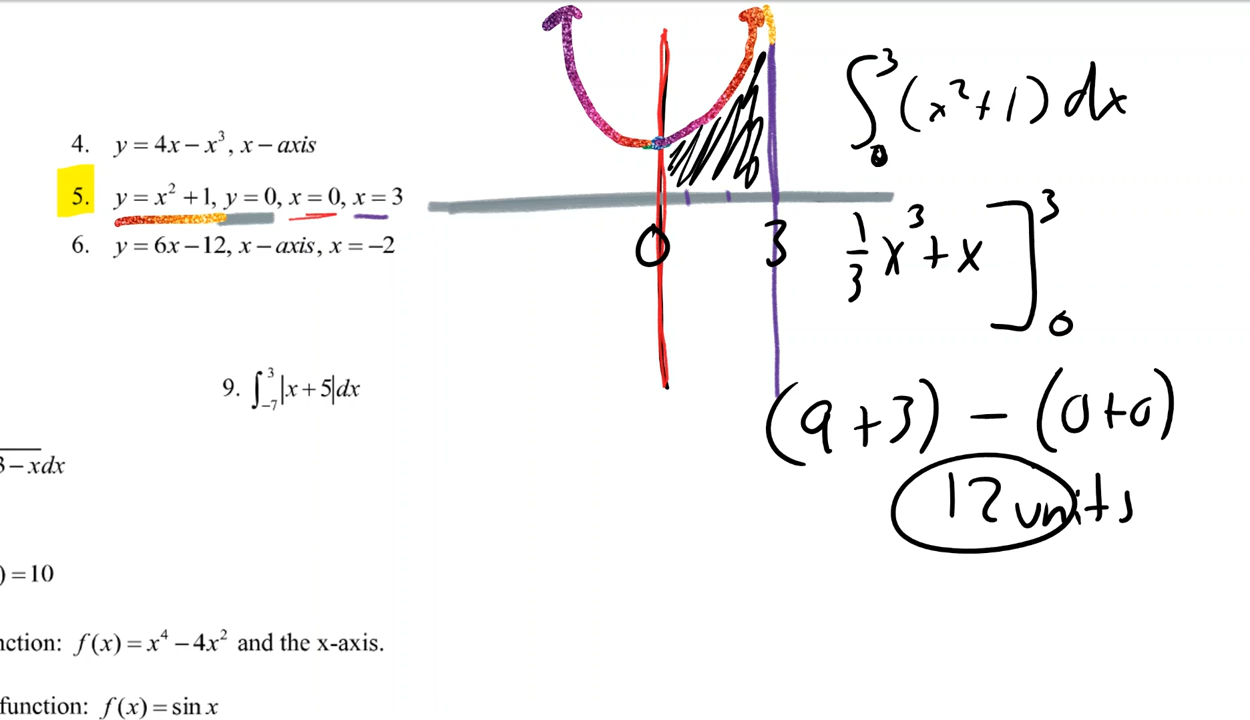 4. y = 4x − x³, x − axis
5. y = x² + 1, y = 0, x = 0, x = 3
6. y = 6x − 12, x − axis, x = −2
9. ∫₋₇³ |x + 5|dx
3 − xdx
) = 10
nction: f(x) = x⁴ − 4x² and the x-axis.
function: f(x) = sin x
0
3
∫₀³ (x² + 1) dx
1/3 x³ + x ]₀³
(9 + 3) − (0 + 0)
12 units